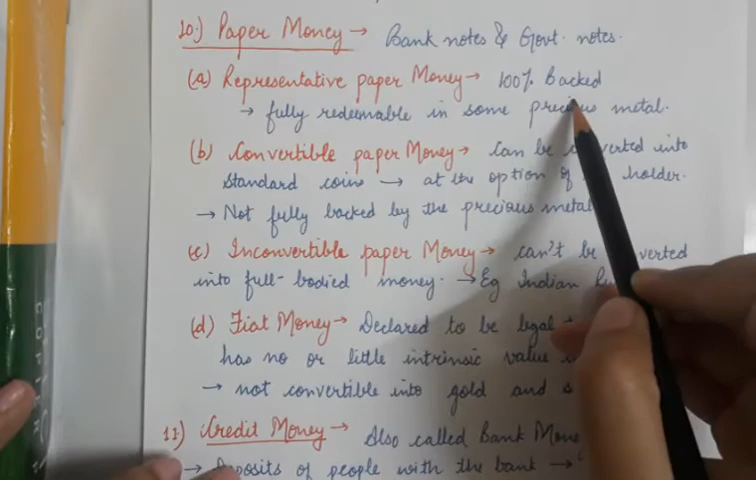 10.) Paper Money → Bank notes & Govt. notes.
(a) Representative paper Money → 100% Backed
→ fully redeemable in some precious metal.
(b) Convertible paper Money → can be into
standard coins → at the option of holder.
→ Not fully backed by the precious metal
(c) Inconvertible paper Money → can't be
into full-bodied money. → Eg Indian
(d) Fiat Money → Declared to be legal
has no or little intrinsic value
→ not convertible into gold and
11) Credit Money → Also called Bank
→ Deposits of people with the bank →